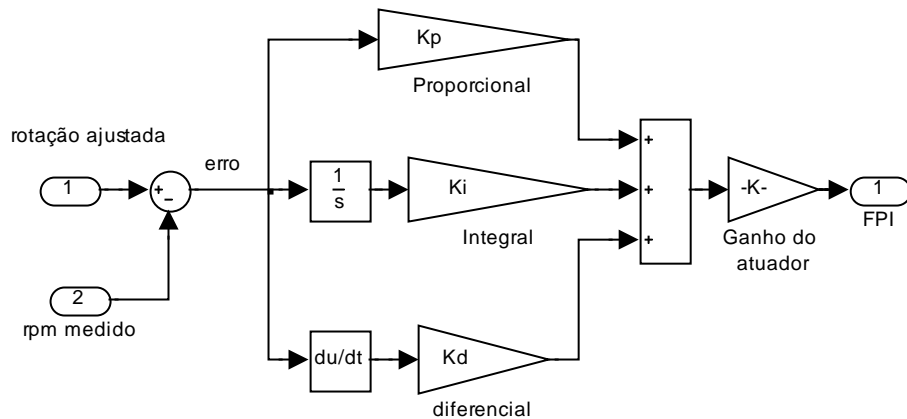 Kp
Proporcional
rotação ajustada
1
+
−
erro
1
s
Ki
Integral
+
+
+
-K-
Ganho do
atuador
1
FPI
2
rpm medido
du/dt
Kd
diferencial